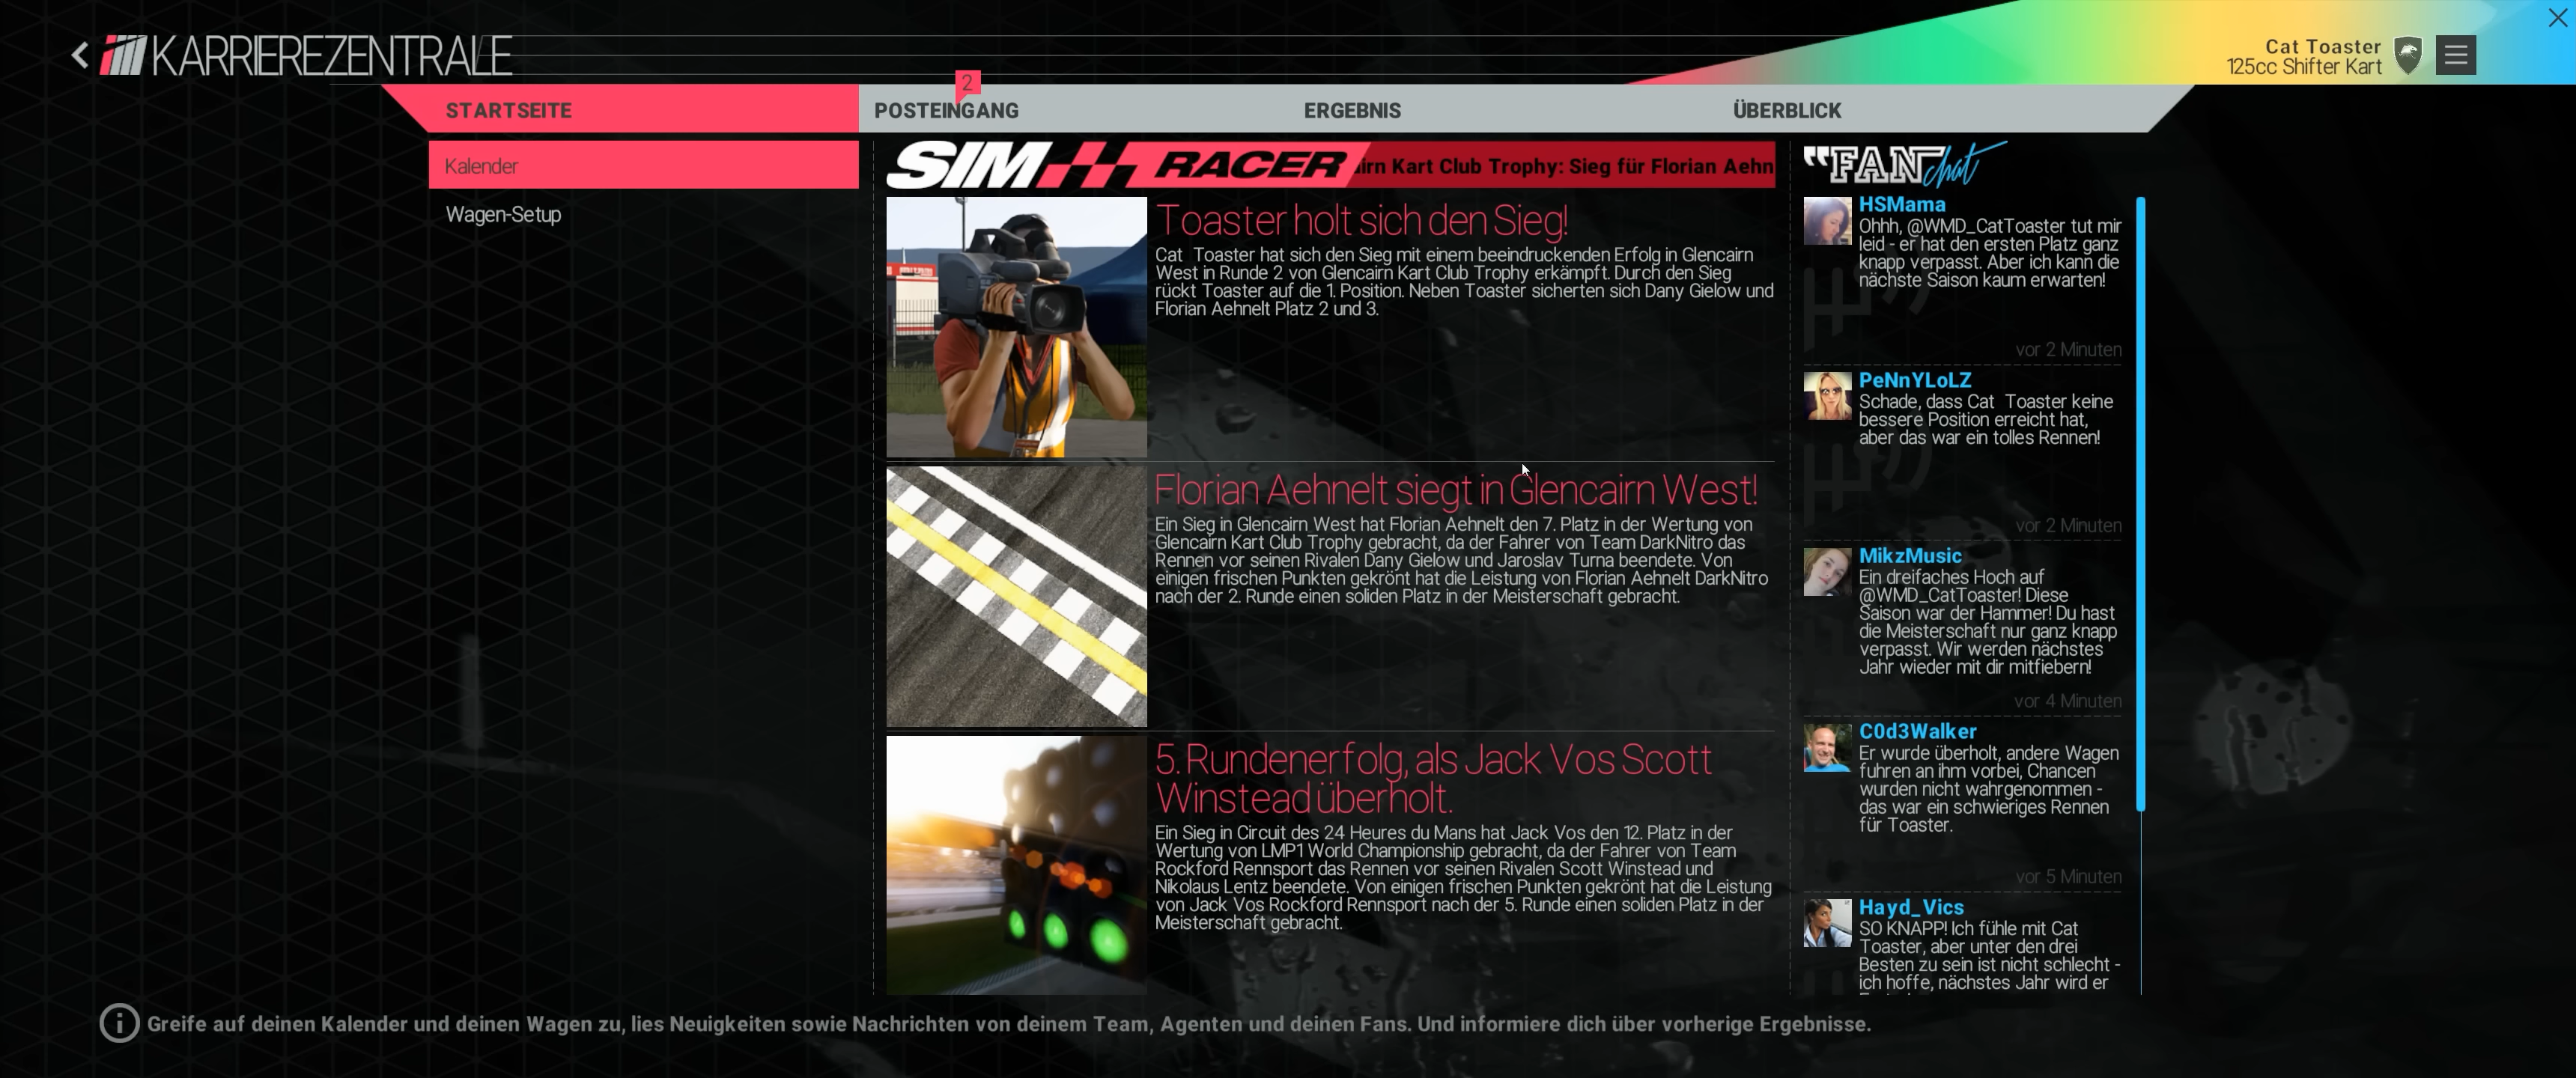 KARRIEREZENTRALE
Cat Toaster
125cc Shifter Kart
2
STARTSEITE
POSTEINGANG
ERGEBNIS
ÜBERBLICK
Kalender
Wagen-Setup
SIM RACER
irn Kart Club Trophy: Sieg für Florian Aehn
Toaster holt sich den Sieg!
Cat Toaster hat sich den Sieg mit einem beeindruckenden Erfolg in Glencairn
West in Runde 2 von Glencairn Kart Club Trophy erkämpft. Durch den Sieg
rückt Toaster auf die 1. Position. Neben Toaster sicherten sich Dany Gielow und
Florian Aehnelt Platz 2 und 3.
Florian Aehnelt siegt in Glencairn West!
Ein Sieg in Glencairn West hat Florian Aehnelt den 7. Platz in der Wertung von
Glencairn Kart Club Trophy gebracht, da der Fahrer von Team DarkNitro das
Rennen vor seinen Rivalen Dany Gielow und Jaroslav Turna beendete. Von
einigen frischen Punkten gekrönt hat die Leistung von Florian Aehnelt DarkNitro
nach der 2. Runde einen soliden Platz in der Meisterschaft gebracht.
5. Rundenerfolg, als Jack Vos Scott
Winstead überholt.
Ein Sieg in Circuit des 24 Heures du Mans hat Jack Vos den 12. Platz in der
Wertung von LMP1 World Championship gebracht, da der Fahrer von Team
Rockford Rennsport das Rennen vor seinen Rivalen Scott Winstead und
Nikolaus Lentz beendete. Von einigen frischen Punkten gekrönt hat die Leistung
von Jack Vos Rockford Rennsport nach der 5. Runde einen soliden Platz in der
Meisterschaft gebracht.
"FAN chat
HSMama
Ohhh, @WMD_CatToaster tut mir
leid - er hat den ersten Platz ganz
knapp verpasst. Aber ich kann die
nächste Saison kaum erwarten!
vor 2 Minuten
PeNnYLoLZ
Schade, dass Cat Toaster keine
bessere Position erreicht hat,
aber das war ein tolles Rennen!
vor 2 Minuten
MikzMusic
Ein dreifaches Hoch auf
@WMD_CatToaster! Diese
Saison war der Hammer! Du hast
die Meisterschaft nur ganz knapp
verpasst. Wir werden nächstes
Jahr wieder mit dir mitfiebern!
vor 4 Minuten
C0d3Walker
Er wurde überholt, andere Wagen
fuhren an ihm vorbei, Chancen
wurden nicht wahrgenommen -
das war ein schwieriges Rennen
für Toaster.
vor 5 Minuten
Hayd_Vics
SO KNAPP! Ich fühle mit Cat
Toaster, aber unter den drei
Besten zu sein ist nicht schlecht -
ich hoffe, nächstes Jahr wird er
Greife auf deinen Kalender und deinen Wagen zu, lies Neuigkeiten sowie Nachrichten von deinem Team, Agenten und deinen Fans. Und informiere dich über vorherige Ergebnisse.